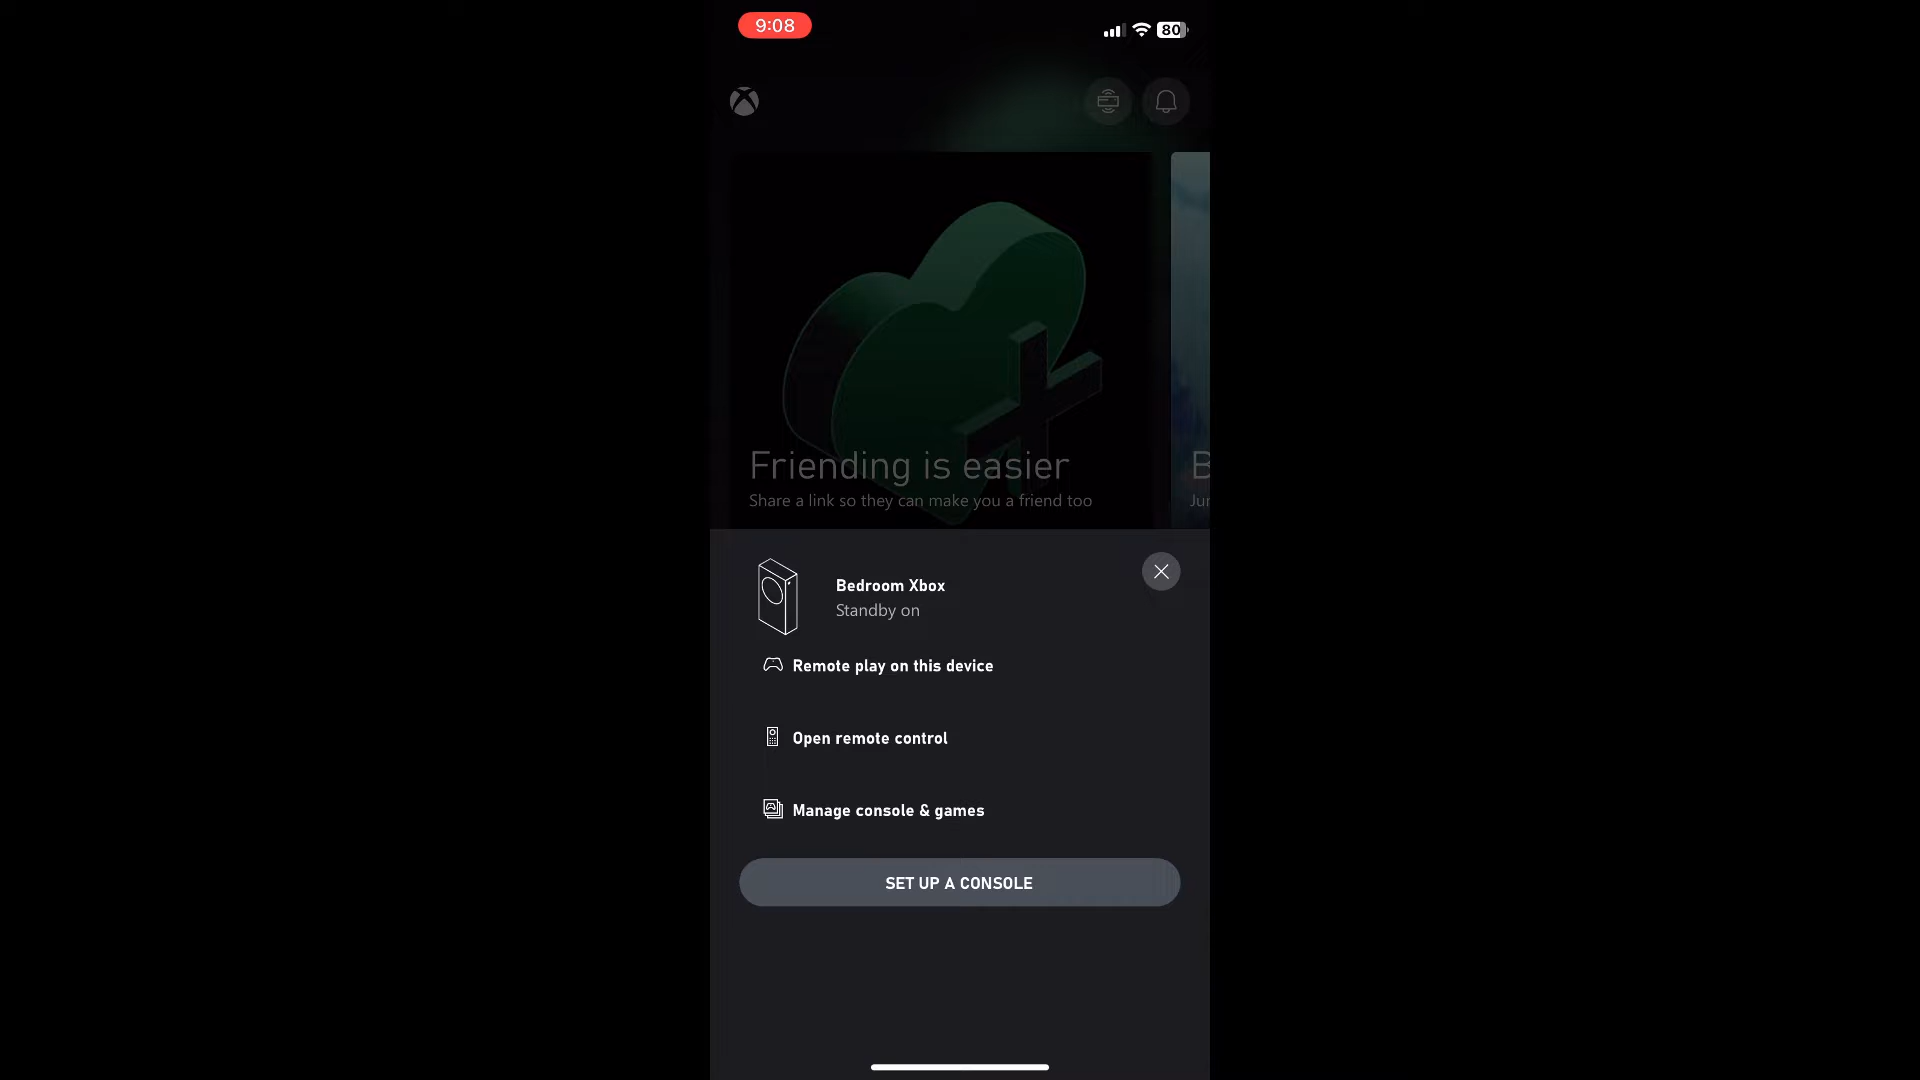 9:08
80
Friending is easier
Share a link so they can make you a friend too
B
Jur
Bedroom Xbox
Standby on
Remote play on this device
Open remote control
Manage console & games
SET UP A CONSOLE